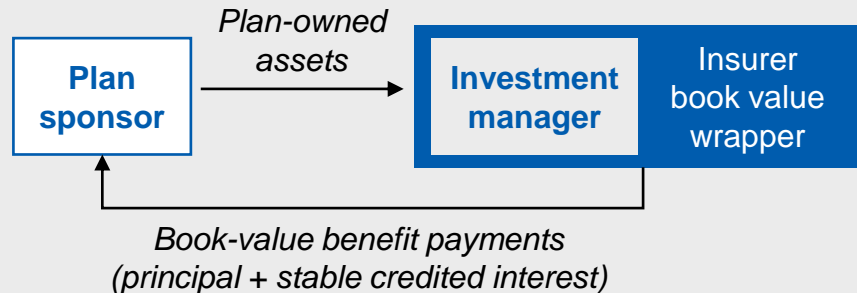 Plan-owned
assets
Plan
sponsor
Investment
manager
Insurer
book value
wrapper
Book-value benefit payments
(principal + stable credited interest)